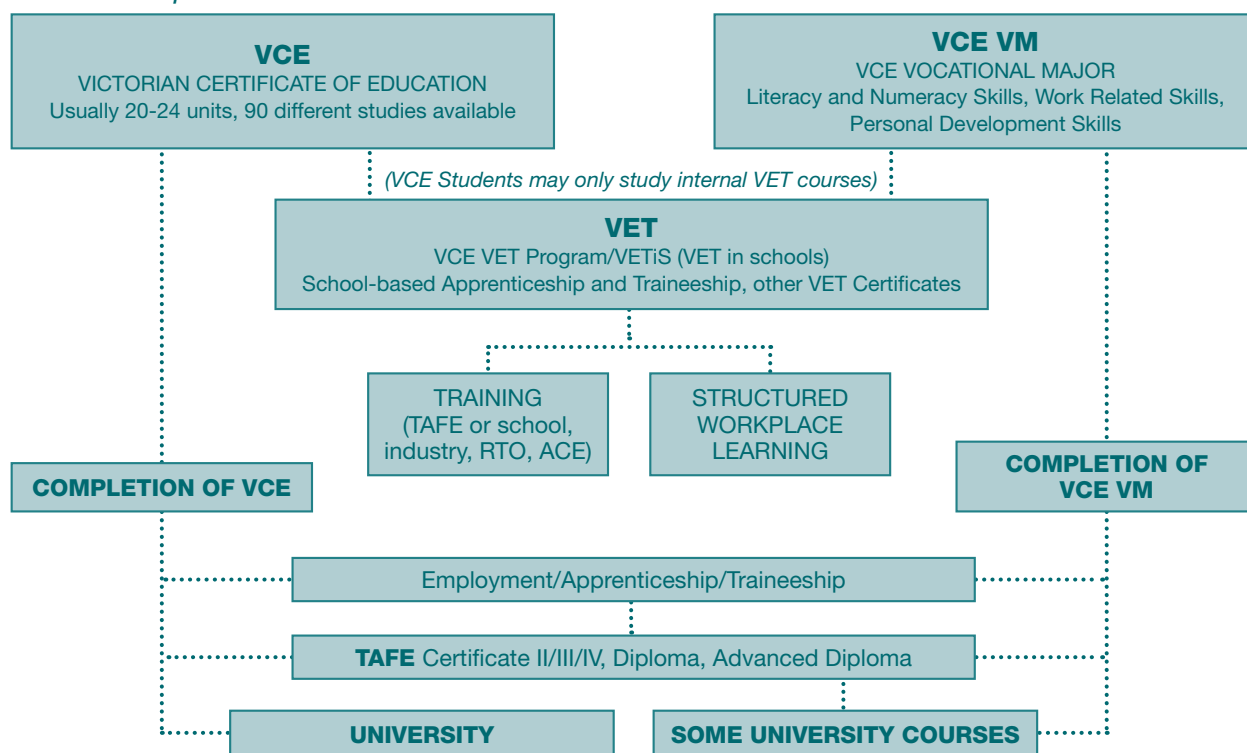 VCE
VICTORIAN CERTIFICATE OF EDUCATION
Usually 20-24 units, 90 different studies available
VCE VM
VCE VOCATIONAL MAJOR
Literacy and Numeracy Skills, Work Related Skills,
Personal Development Skills
(VCE Students may only study internal VET courses)
VET
VCE VET Program/VETiS (VET in schools)
School-based Apprenticeship and Traineeship, other VET Certificates
TRAINING
(TAFE or school,
industry, RTO, ACE)
STRUCTURED
WORKPLACE
LEARNING
COMPLETION OF VCE
COMPLETION OF
VCE VM
Employment/Apprenticeship/Traineeship
TAFE Certificate II/III/IV, Diploma, Advanced Diploma
UNIVERSITY
SOME UNIVERSITY COURSES